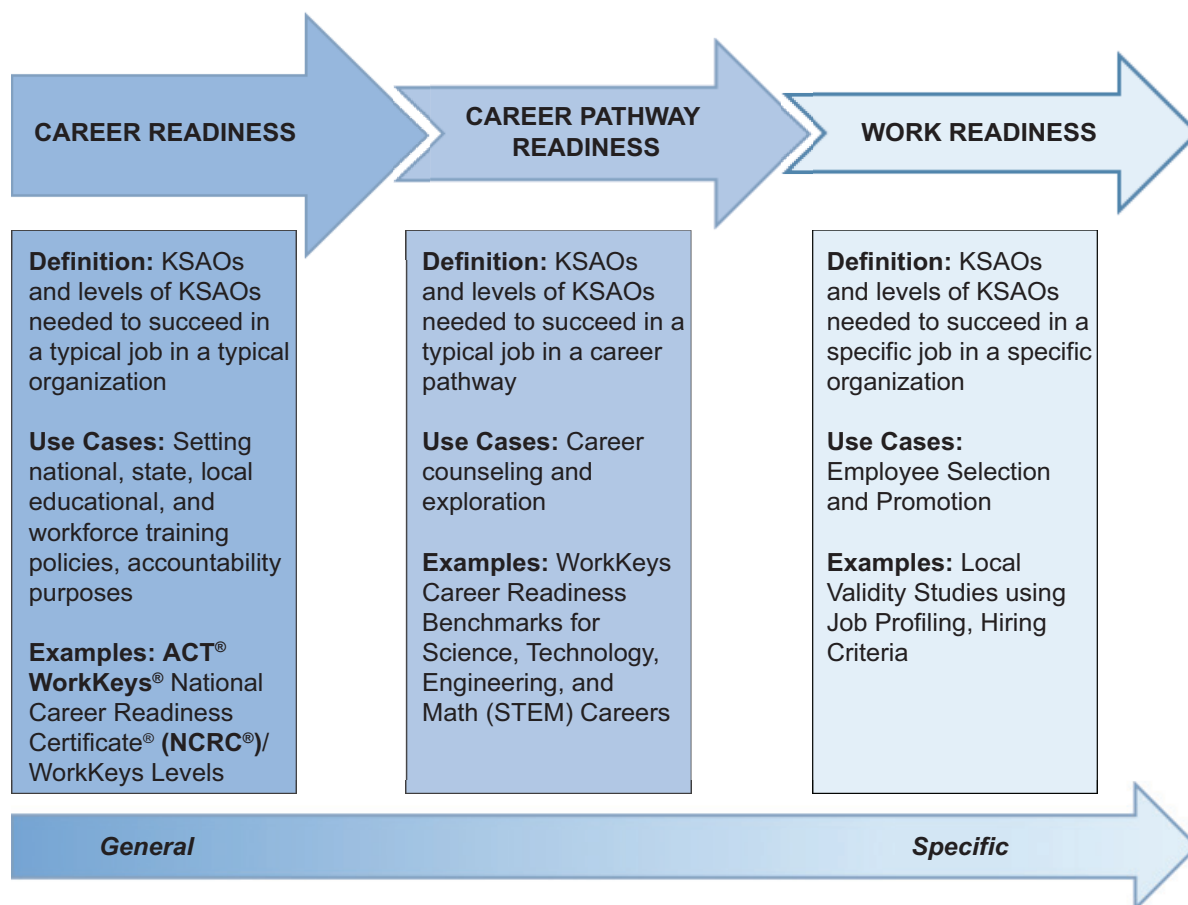 CAREER READINESS
CAREER PATHWAY
READINESS
WORK READINESS
Definition: KSAOs
and levels of KSAOs
needed to succeed in
a typical job in a typical
organization
Use Cases: Setting
national, state, local
educational, and
workforce training
policies, accountability
purposes
Examples: ACT®
WorkKeys® National
Career Readiness
Certificate® (NCRC®)/
WorkKeys Levels
Definition: KSAOs
and levels of KSAOs
needed to succeed in a
typical job in a career
pathway
Use Cases: Career
counseling and
exploration
Examples: WorkKeys
Career Readiness
Benchmarks for
Science, Technology,
Engineering, and
Math (STEM) Careers
Definition: KSAOs
and levels of KSAOs
needed to succeed in a
specific job in a specific
organization
Use Cases:
Employee Selection
and Promotion
Examples: Local
Validity Studies using
Job Profiling, Hiring
Criteria
General
Specific